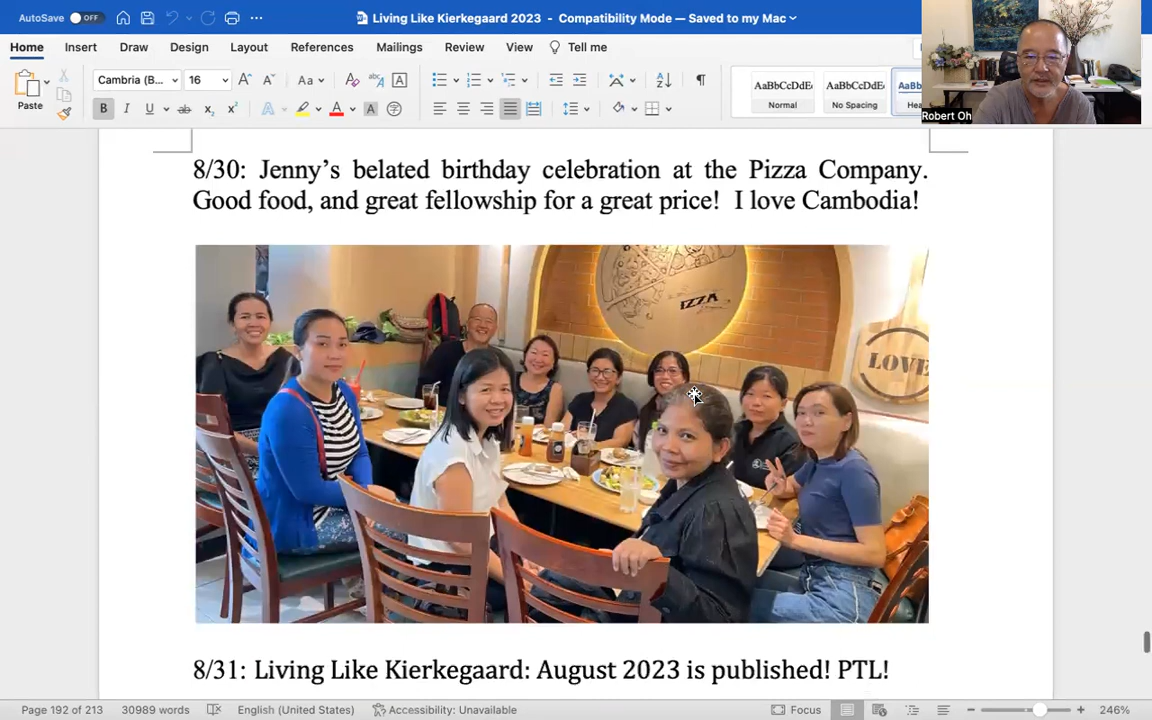 AutoSave OFF
Living Like Kierkegaard 2023 - Compatibility Mode — Saved to my Mac
Home Insert Draw Design Layout References Mailings Review View Tell me
Paste
Cambria (B... 16
AaBbCcDdE
AaBbCcDdE
Normal
No Spacing
Robert Oh
8/30: Jenny’s belated birthday celebration at the Pizza Company.
Good food, and great fellowship for a great price! I love Cambodia!
IZZA
LOVE
8/31: Living Like Kierkegaard: August 2023 is published! PTL!
Page 192 of 213 30989 words English (United States) Accessibility: Unavailable Focus 246%